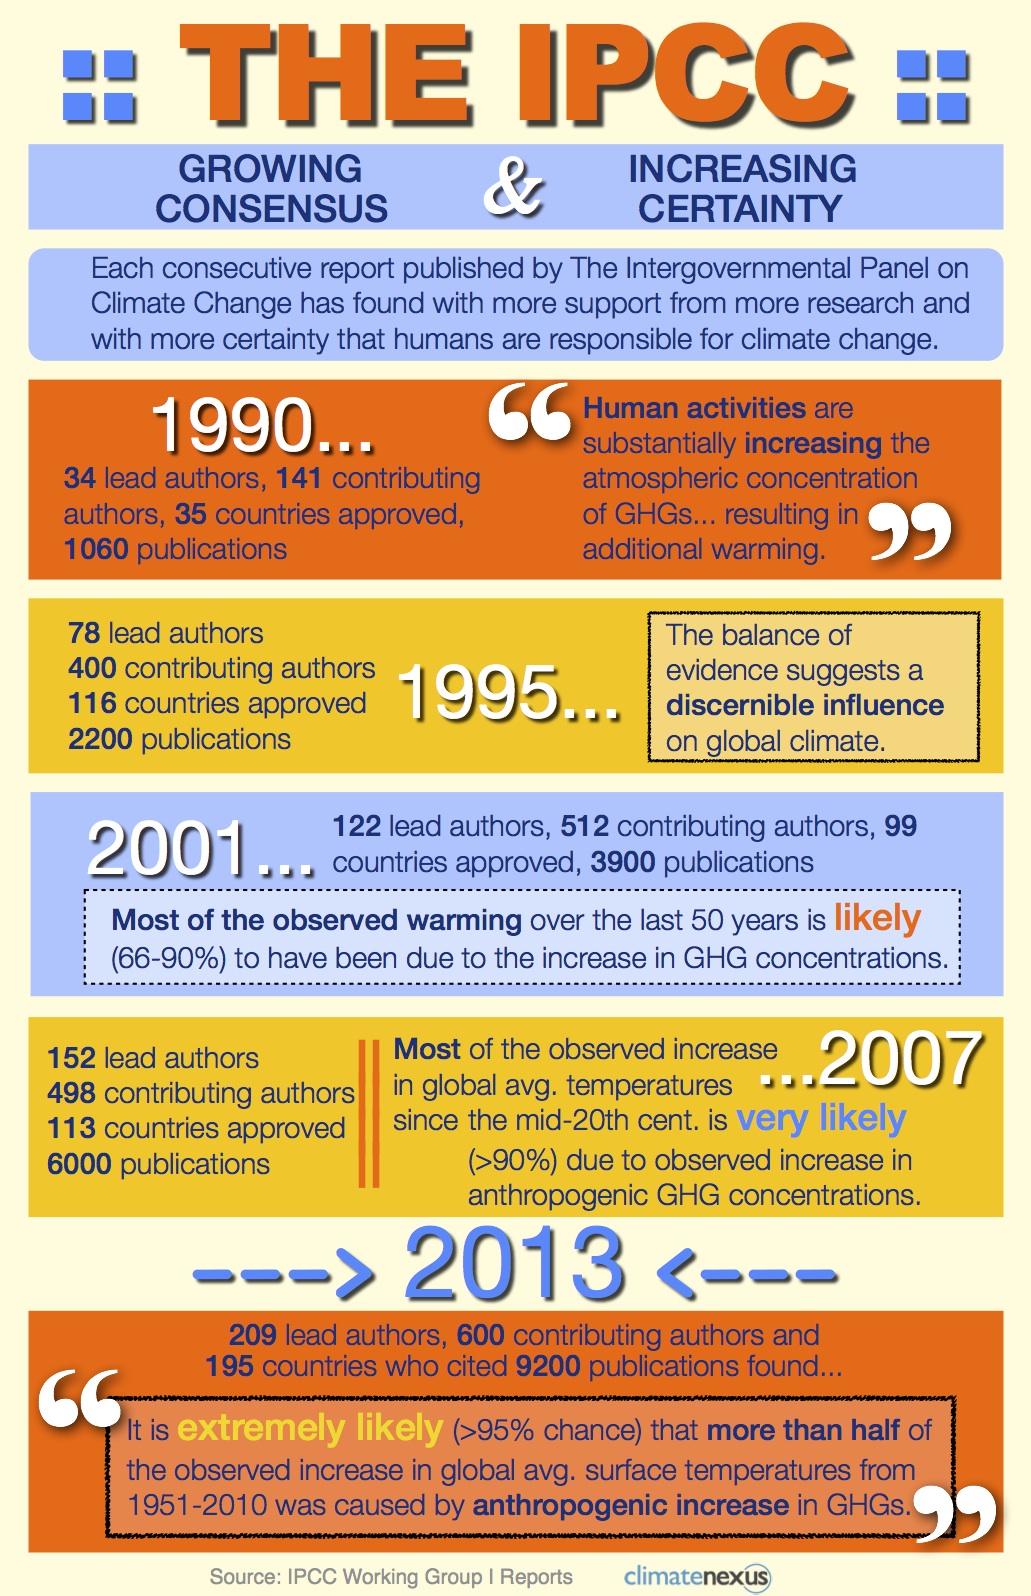 THE IPCC
GROWING CONSENSUS & INCREASING CERTAINTY
Each consecutive report published by The Intergovernmental Panel on
Climate Change has found with more support from more research and
with more certainty that humans are responsible for climate change.
1990...
34 lead authors, 141 contributing
authors, 35 countries approved,
1060 publications
“Human activities are
substantially increasing the
atmospheric concentration
of GHGs... resulting in
additional warming.”
78 lead authors
400 contributing authors
116 countries approved
2200 publications
1995...
The balance of
evidence suggests a
discernible influence
on global climate.
2001...
122 lead authors, 512 contributing authors, 99
countries approved, 3900 publications
Most of the observed warming over the last 50 years is likely
(66-90%) to have been due to the increase in GHG concentrations.
152 lead authors
498 contributing authors
113 countries approved
6000 publications
...2007
Most of the observed increase
in global avg. temperatures
since the mid-20th cent. is very likely
(>90%) due to observed increase in
anthropogenic GHG concentrations.
---> 2013 <---
209 lead authors, 600 contributing authors and
195 countries who cited 9200 publications found...
“It is extremely likely (>95% chance) that more than half of
the observed increase in global avg. surface temperatures from
1951-2010 was caused by anthropogenic increase in GHGs.”
Source: IPCC Working Group I Reports
climatenexus